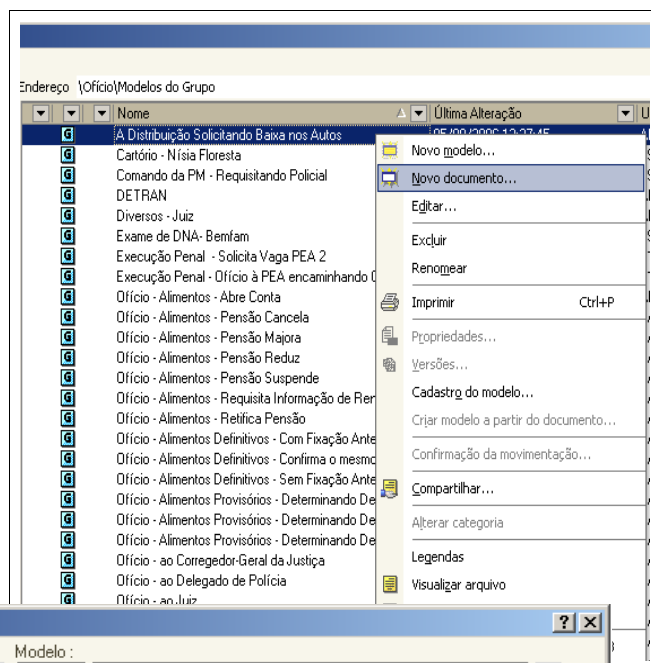 Endereço \Ofício\Modelos do Grupo
Nome Última Alteração U
G A Distribuição Solicitando Baixa nos Autos
G Cartório - Nísia Floresta
G Comando da PM - Requisitando Policial
G DETRAN
G Diversos - Juiz
G Exame de DNA- Bemfam
G Execução Penal - Solicita Vaga PEA 2
G Execução Penal - Ofício à PEA encaminhando
G Ofício - Alimentos - Abre Conta
G Ofício - Alimentos - Pensão Cancela
G Ofício - Alimentos - Pensão Majora
G Ofício - Alimentos - Pensão Reduz
G Ofício - Alimentos - Pensão Suspende
G Ofício - Alimentos - Requisita Informação de Ren
G Ofício - Alimentos - Retifica Pensão
G Ofício - Alimentos Definitivos - Com Fixação Ante
G Ofício - Alimentos Definitivos - Confirma o mesmo
G Ofício - Alimentos Definitivos - Sem Fixação Ante
G Ofício - Alimentos Provisórios - Determinando De
G Ofício - Alimentos Provisórios - Determinando De
G Ofício - Alimentos Provisórios - Determinando De
G Ofício - ao Corregedor-Geral da Justiça
G Ofício - ao Delegado de Polícia
G Ofício - ao Juiz
Novo modelo...
Novo documento...
Editar...
Excluir
Renomear
Imprimir Ctrl+P
Propriedades...
Versões...
Cadastro do modelo...
Criar modelo a partir do documento...
Confirmação da movimentação...
Compartilhar...
Alterar categoria
Legendas
Visualizar arquivo
Modelo :